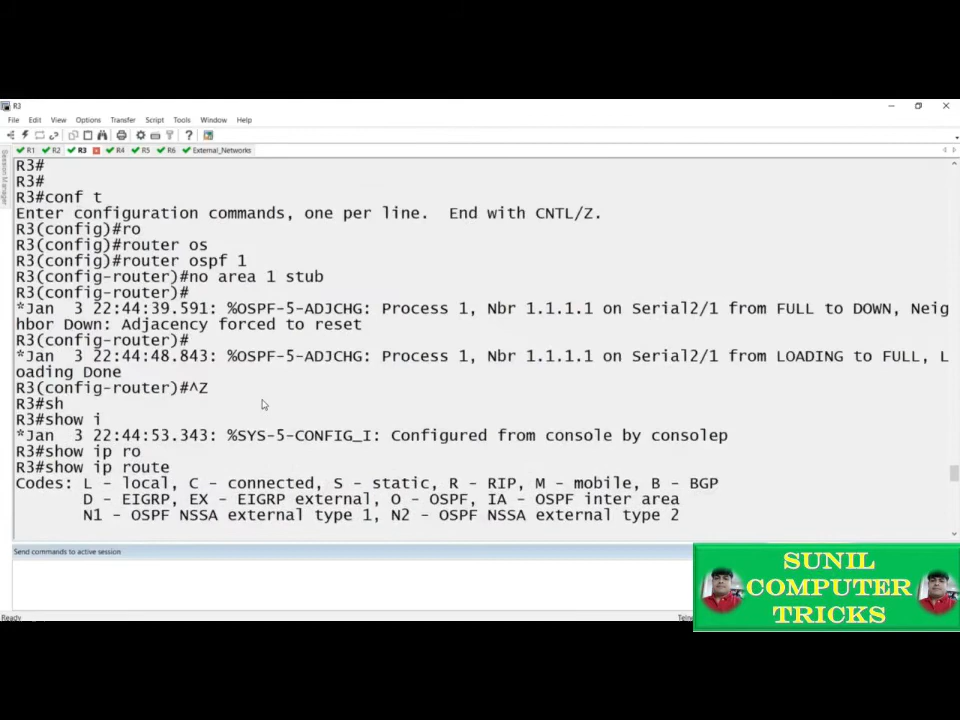 R3
File Edit View Options Transfer Script Tools Window Help
R1 R2 R3 R4 R5 R6 External_Networks
Session Manager
R3#
R3#
R3#conf t
Enter configuration commands, one per line.  End with CNTL/Z.
R3(config)#ro
R3(config)#router os
R3(config)#router ospf 1
R3(config-router)#no area 1 stub
R3(config-router)#
*Jan  3 22:44:39.591: %OSPF-5-ADJCHG: Process 1, Nbr 1.1.1.1 on Serial2/1 from FULL to DOWN, Neig
hbor Down: Adjacency forced to reset
R3(config-router)#
*Jan  3 22:44:48.843: %OSPF-5-ADJCHG: Process 1, Nbr 1.1.1.1 on Serial2/1 from LOADING to FULL, L
oading Done
R3(config-router)#^Z
R3#sh
R3#show i
*Jan  3 22:44:53.343: %SYS-5-CONFIG_I: Configured from console by consolep
R3#show ip ro
R3#show ip route
Codes: L - local, C - connected, S - static, R - RIP, M - mobile, B - BGP
D - EIGRP, EX - EIGRP external, O - OSPF, IA - OSPF inter area
N1 - OSPF NSSA external type 1, N2 - OSPF NSSA external type 2
Send commands to active session
Ready
SUNIL
COMPUTER
TRICKS